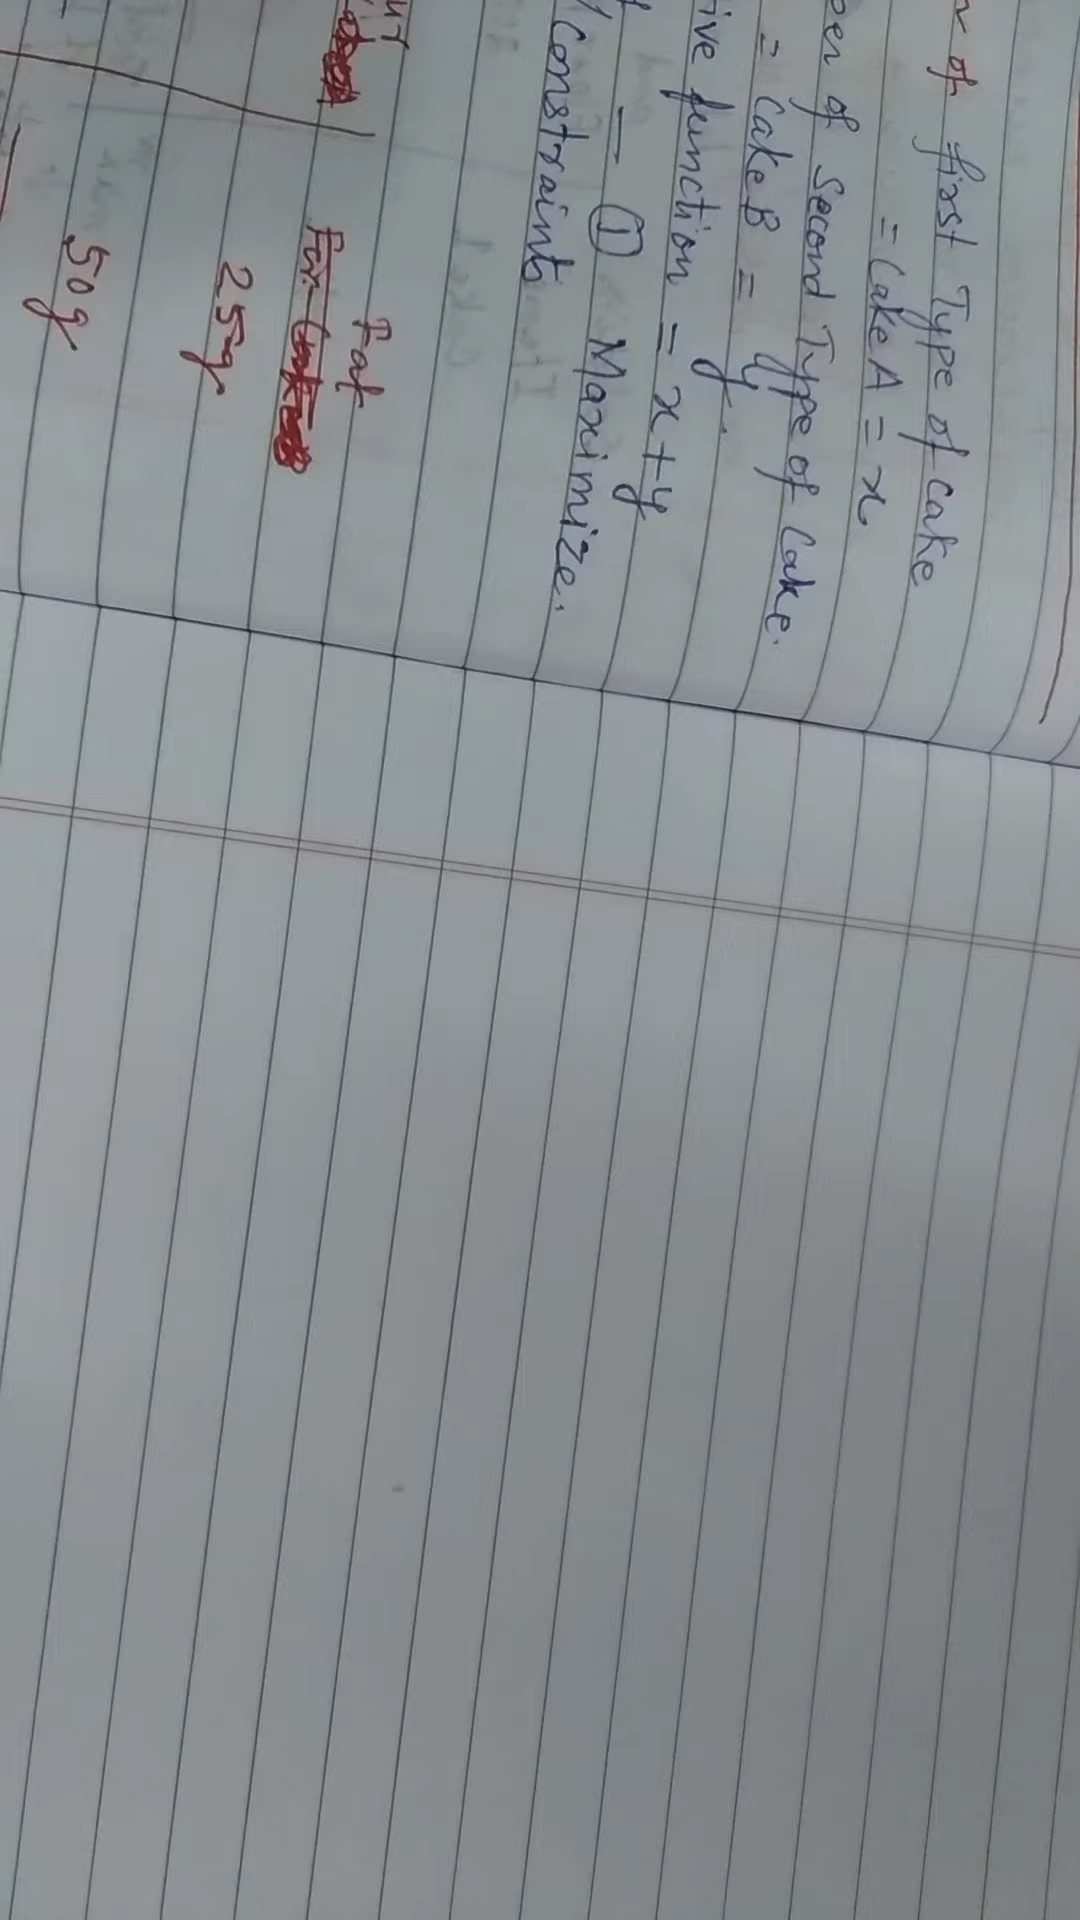 of first Type of cake
= Cake A = x
of Second Type of Cake.
= Cake B = y.
function = x + y
— ① Maximize.
Constraints
Fat
25g
50g